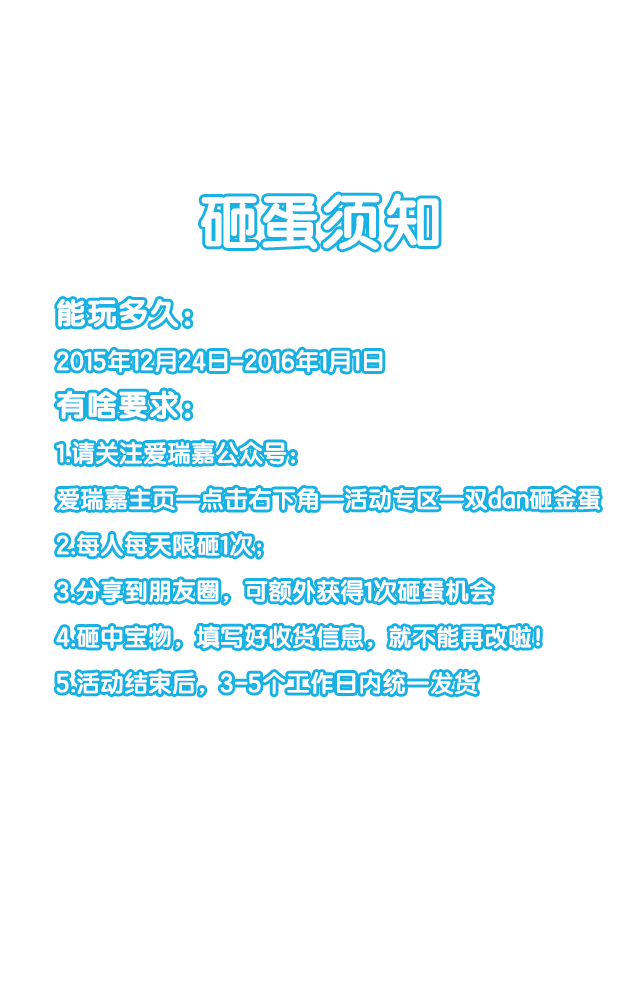 砸蛋须知
能玩多久：
2015年12月24日-2016年1月1日
有啥要求：
1.请关注爱瑞嘉公众号：
爱瑞嘉主页—点击右下角—活动专区—双dan砸金蛋
2.每人每天限砸1次；
3.分享到朋友圈，可额外获得1次砸蛋机会
4.砸中宝物，填写好收货信息，就不能再改啦！
5.活动结束后，3-5个工作日内统一发货